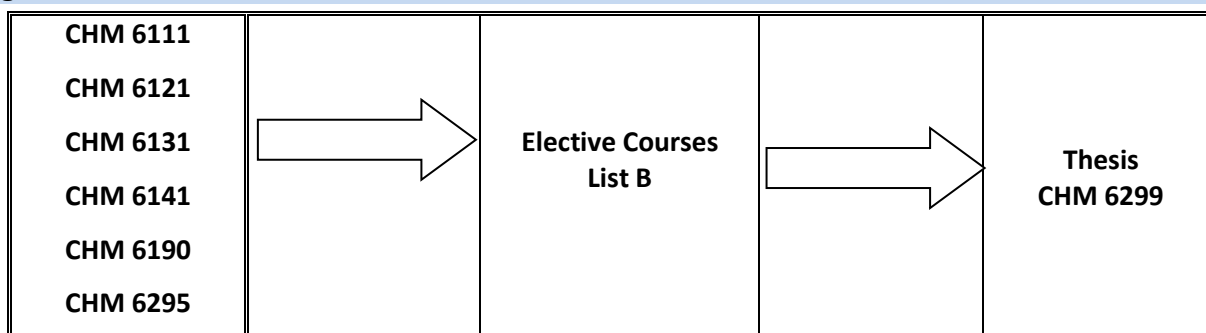 CHM 6111
CHM 6121
CHM 6131
CHM 6141
CHM 6190
CHM 6295
Elective Courses
List B
Thesis
CHM 6299